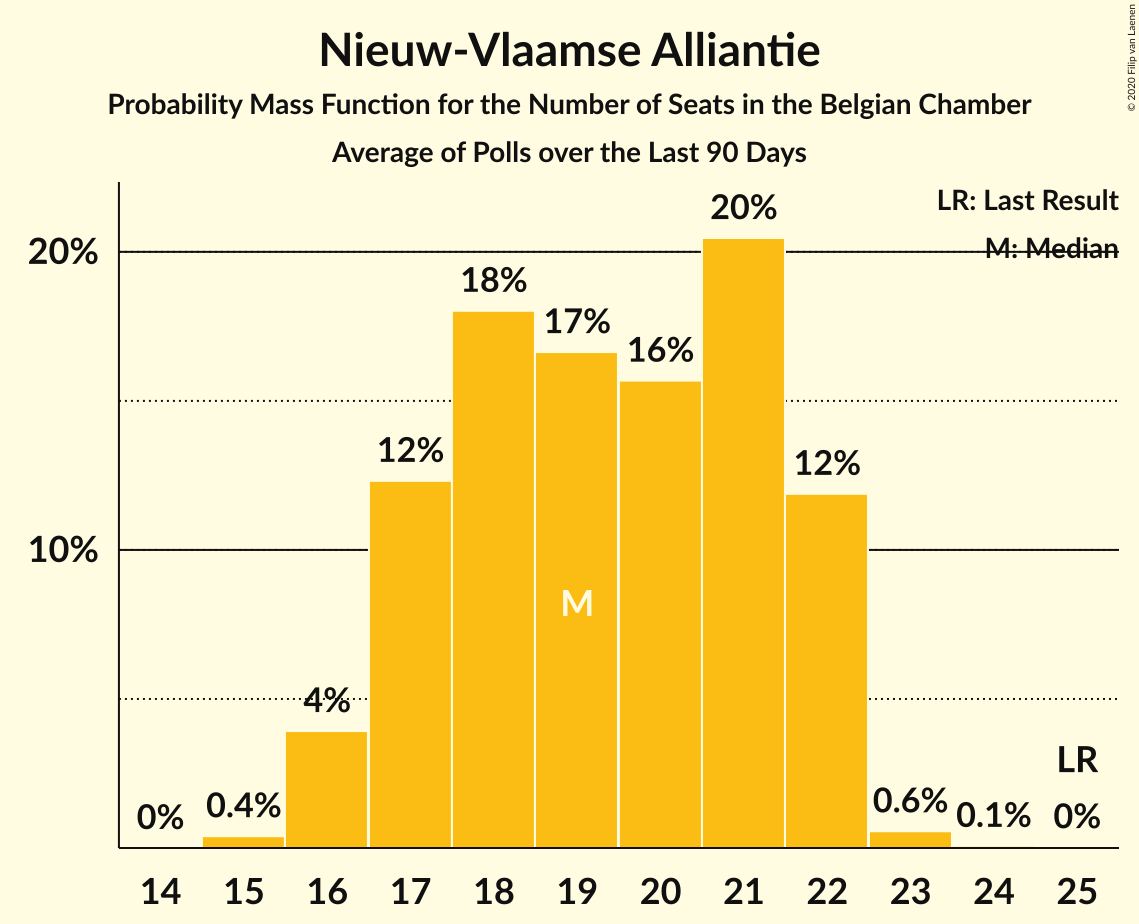 Nieuw-Vlaamse Alliantie
Probability Mass Function for the Number of Seats in the Belgian Chamber
Average of Polls over the Last 90 Days
© 2020 Filip van Laenen
LR: Last Result
M: Median
20%
10%
0%
0.4%
4%
12%
18%
17%
16%
20%
12%
0.6%
0.1%
0%
LR
M
14 15 16 17 18 19 20 21 22 23 24 25